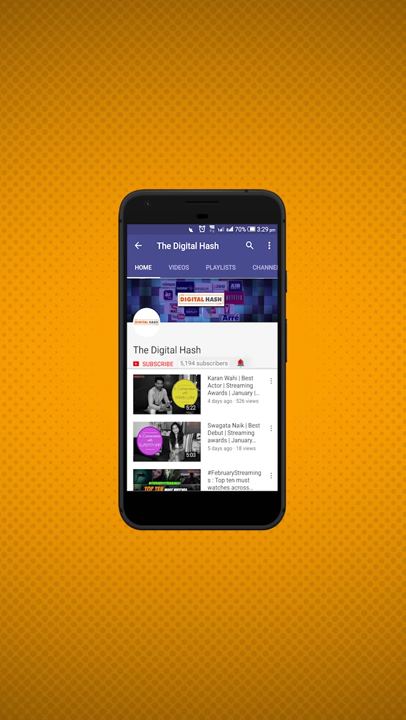 70% 3:29 pm
The Digital Hash
HOME VIDEOS PLAYLISTS CHANNE
DIGITAL HASH
NETFLIX
Arré
The Digital Hash
SUBSCRIBE 5,194 subscribers
Karan Wahi | Best
Actor | Streaming
Awards | January |…
4 days ago · 526 views
5:22
Swagata Naik | Best
Debut | Streaming
awards | January…
5 days ago · 18 views
5:03
#FebruaryStreaming
s : Top ten must
watches across…
TOP TEN